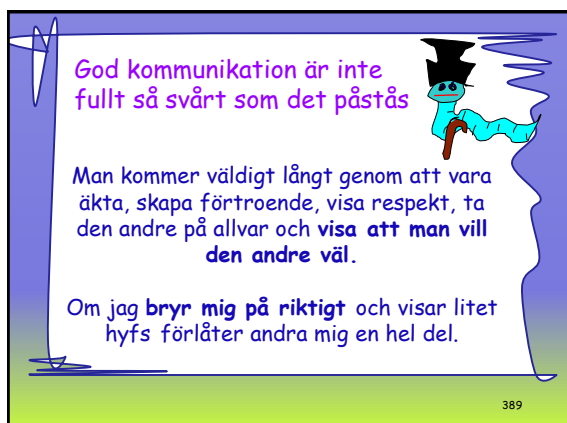 God kommunikation är inte
fullt så svårt som det påstås
Man kommer väldigt långt genom att vara
äkta, skapa förtroende, visa respekt, ta
den andre på allvar och visa att man vill
den andre väl.
Om jag bryr mig på riktigt och visar litet
hyfs förlåter andra mig en hel del.
389